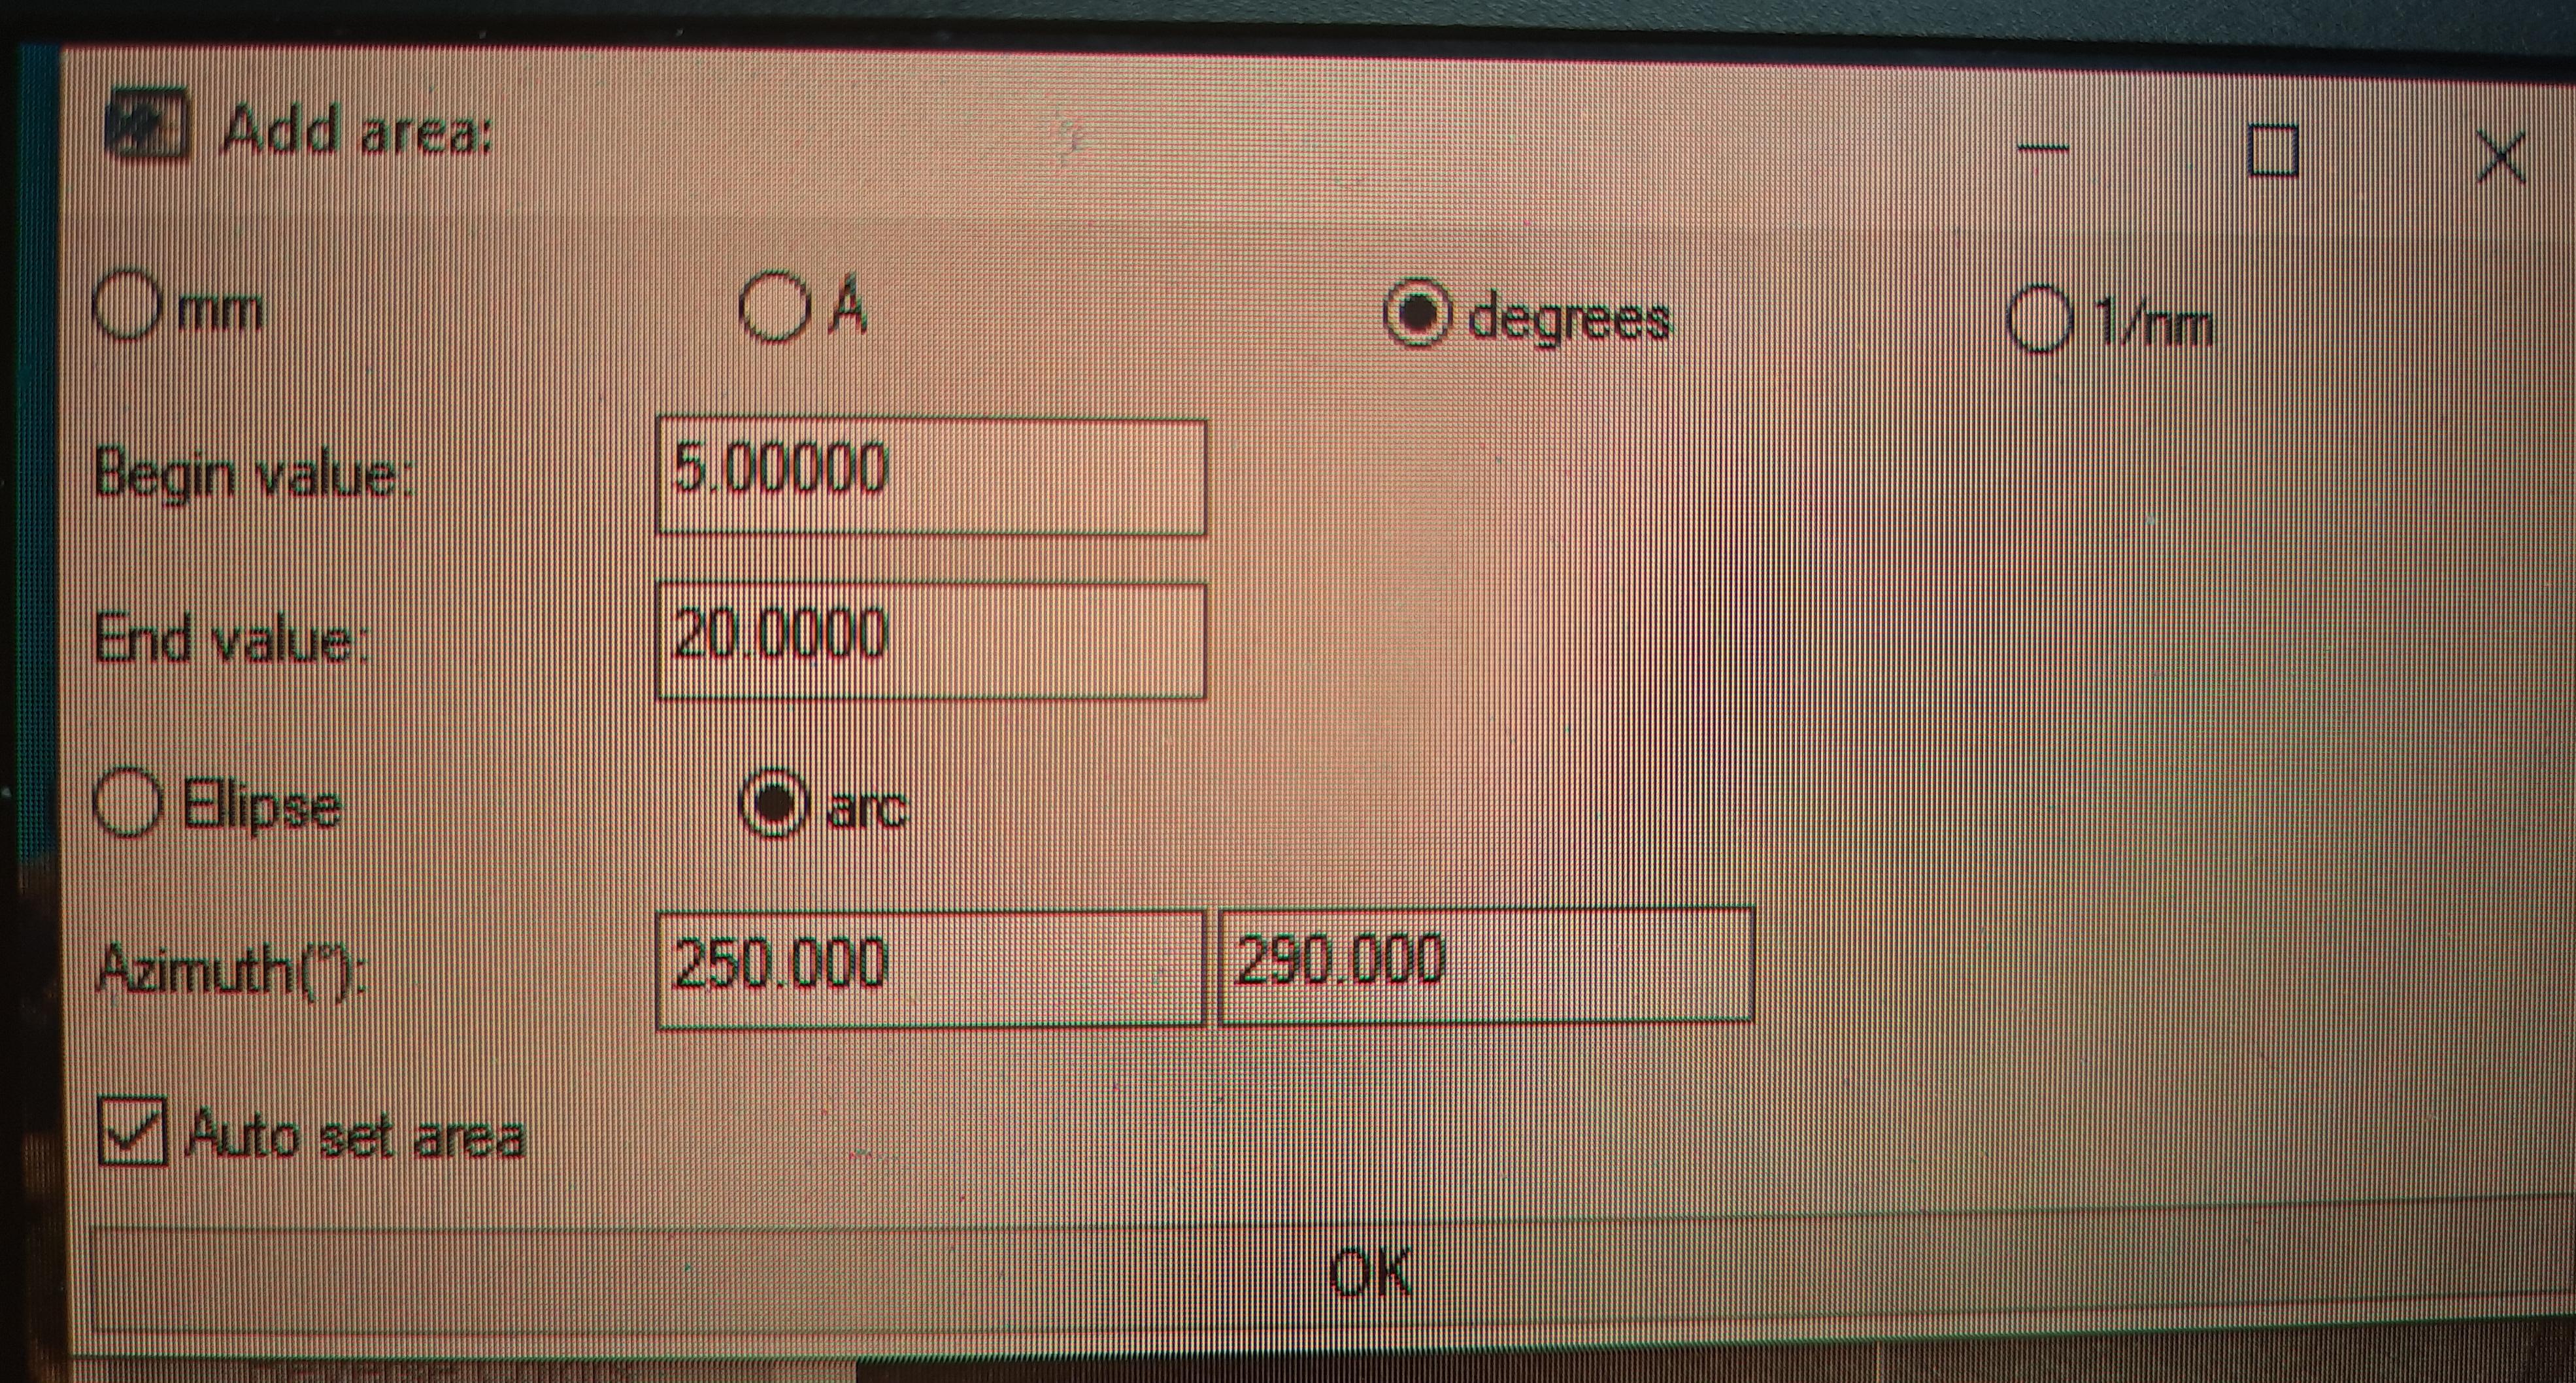 Add area:
mm A degrees 1/nm
Begin value: 5.00000
End value: 20.0000
Ellipse arc
Azimuth(°): 250.000 290.000
Auto set area
OK